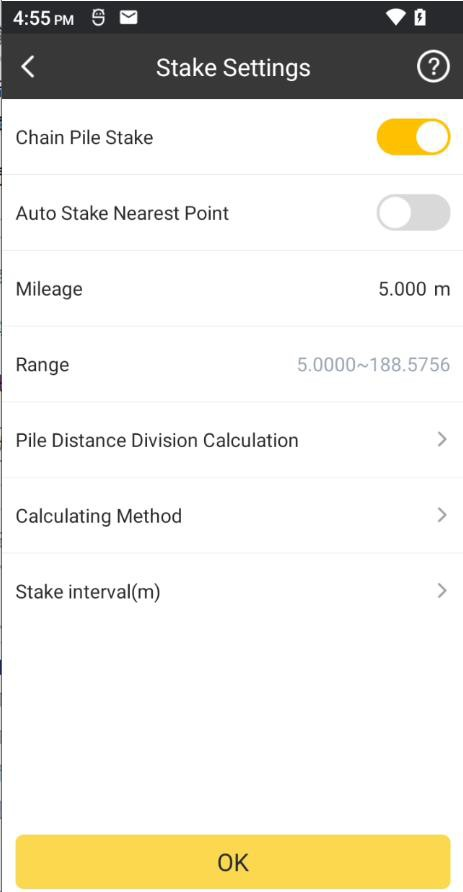 4:55 PM
Stake Settings
?
Chain Pile Stake
Auto Stake Nearest Point
Mileage 5.000 m
Range 5.0000~188.5756
Pile Distance Division Calculation
Calculating Method
Stake interval(m)
OK